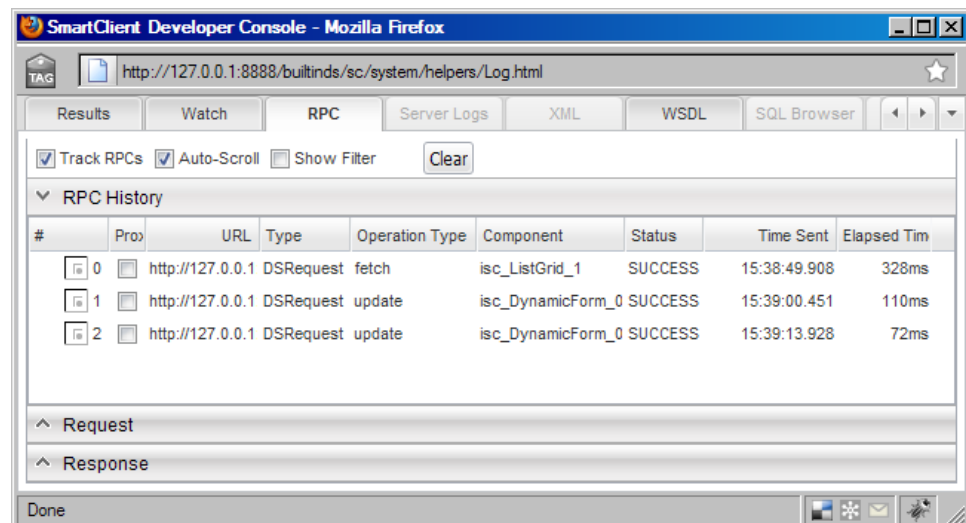 SmartClient Developer Console - Mozilla Firefox
TAG http://127.0.0.1:8888/builtinds/sc/system/helpers/Log.html
Results Watch RPC Server Logs XML WSDL SQL Browser
Track RPCs Auto-Scroll Show Filter Clear
RPC History
# Prox URL Type Operation Type Component Status Time Sent Elapsed Tim
0 http://127.0.0.1 DSRequest fetch isc_ListGrid_1 SUCCESS 15:38:49.908 328ms
1 http://127.0.0.1 DSRequest update isc_DynamicForm_0 SUCCESS 15:39:00.451 110ms
2 http://127.0.0.1 DSRequest update isc_DynamicForm_0 SUCCESS 15:39:13.928 72ms
Request
Response
Done